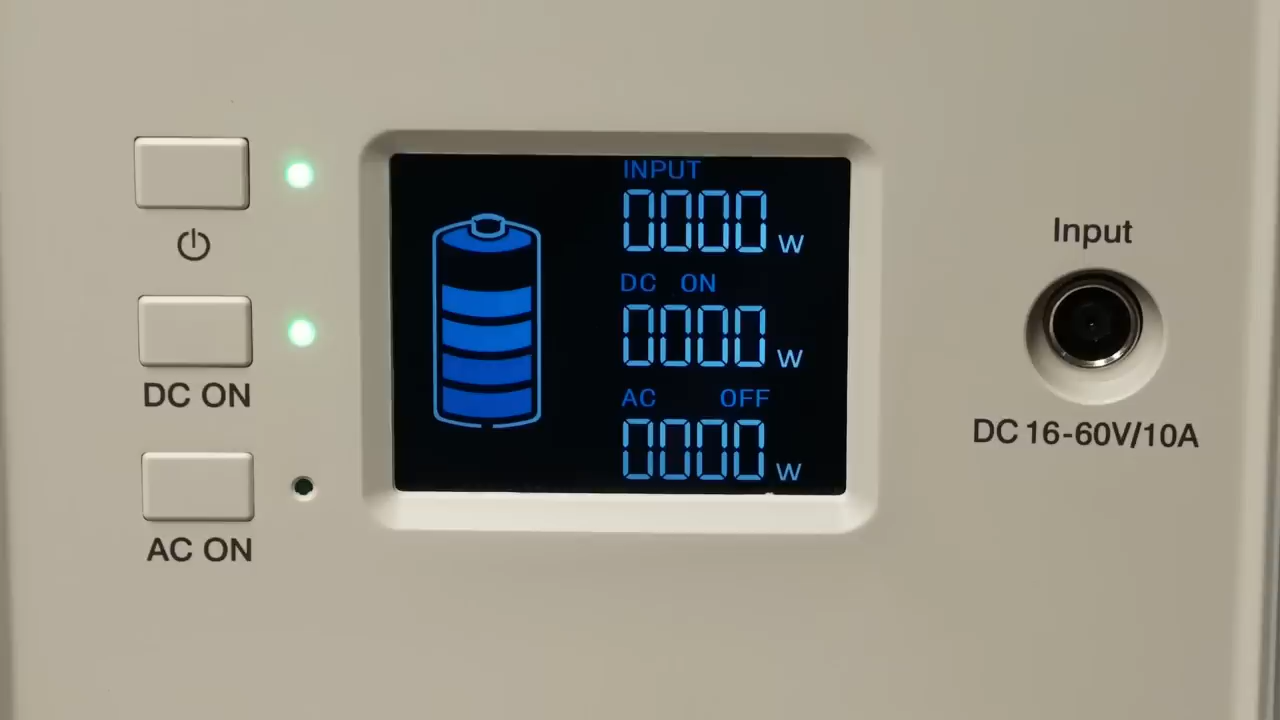 DC ON
AC ON
INPUT
0000 W
DC ON
0000 W
AC OFF
0000 W
Input
DC 16-60V/10A